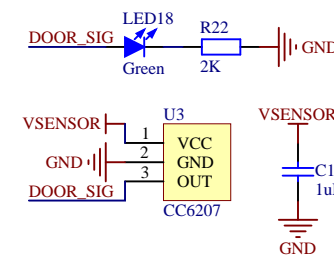 LED18
DOOR_SIG
R22
GND
Green
2K
U3
VSENSOR
VSENSOR
1
VCC
GND
2
GND
3
OUT
DOOR_SIG
CC6207
GND